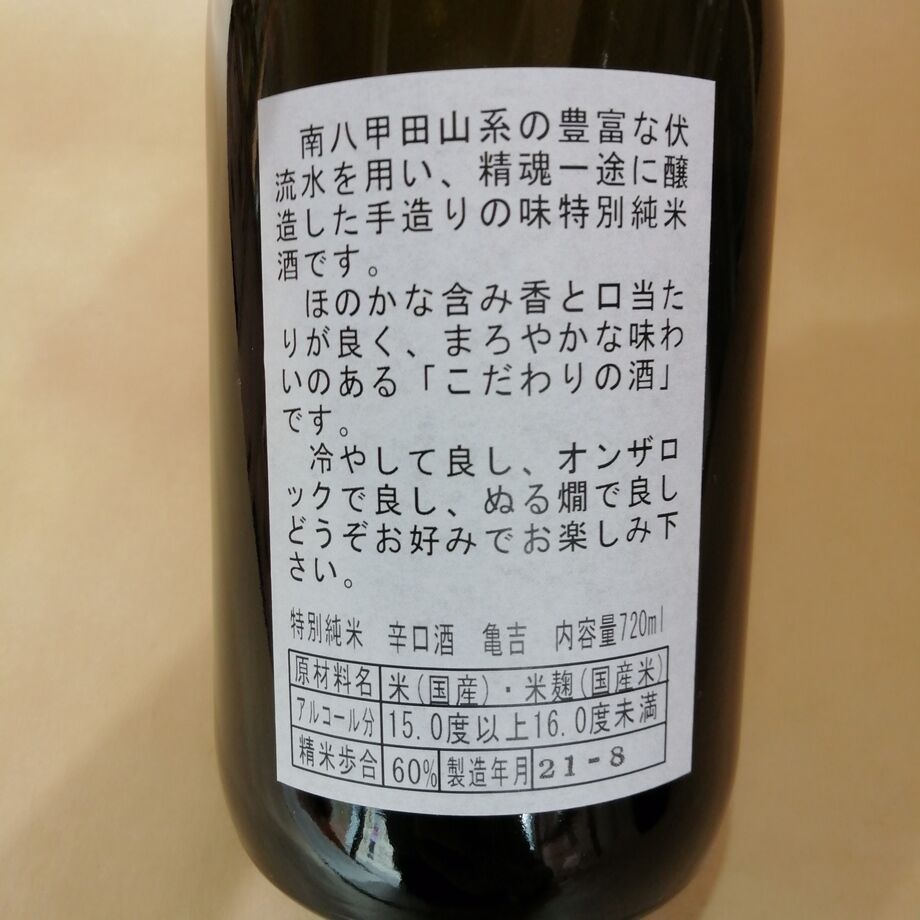 南八甲田山系の豊富な伏
流水を用い、精魂一途に醸
造した手造りの味特別純米
酒です。
ほのかな含み香と口当た
りが良く、まろやかな味わ
いのある「こだわりの酒」
です。
冷やして良し、オンザロ
ックで良し、ぬる燗で良し
どうぞお好みでお楽しみ下
さい。
特別純米 辛口酒 亀吉 内容量720ml
原材料名 米(国産)・米麹(国産米)
アルコール分 15.0度以上16.0度未満
精米歩合 60% 製造年月 21-8